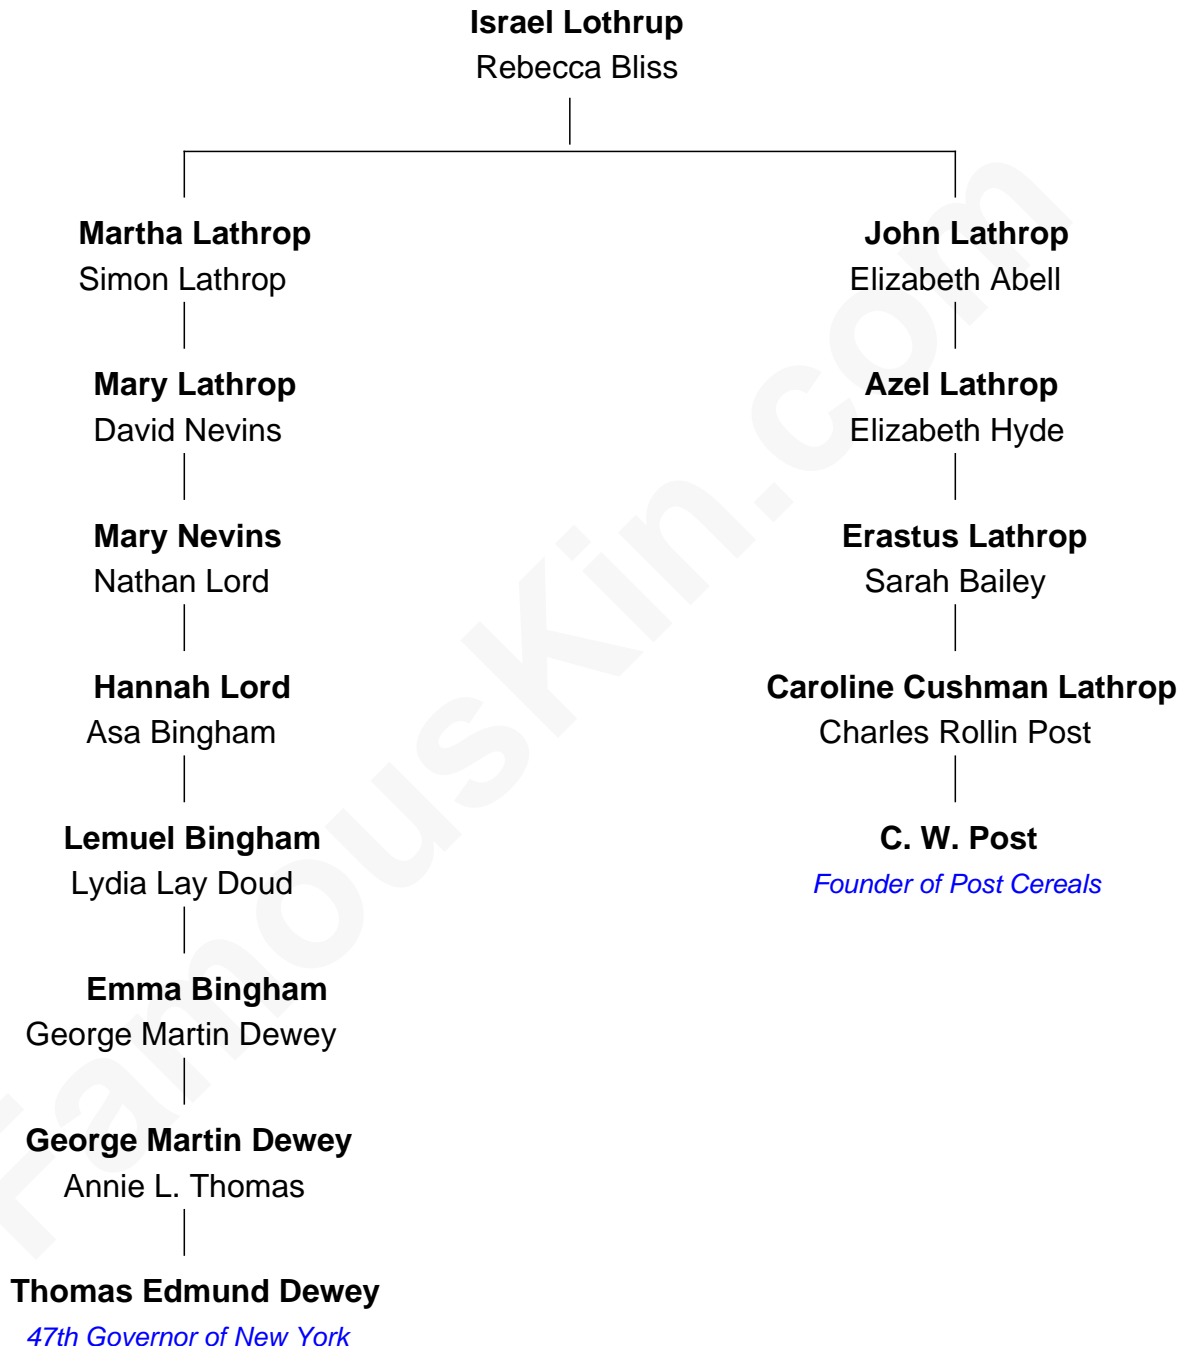 Israel Lothrup
Rebecca Bliss
Martha Lathrop
Simon Lathrop
Mary Lathrop
David Nevins
Mary Nevins
Nathan Lord
Hannah Lord
Asa Bingham
Lemuel Bingham
Lydia Lay Doud
Emma Bingham
George Martin Dewey
George Martin Dewey
Annie L. Thomas
Thomas Edmund Dewey
47th Governor of New York
John Lathrop
Elizabeth Abell
Azel Lathrop
Elizabeth Hyde
Erastus Lathrop
Sarah Bailey
Caroline Cushman Lathrop
Charles Rollin Post
C. W. Post
Founder of Post Cereals
FamousKin.com